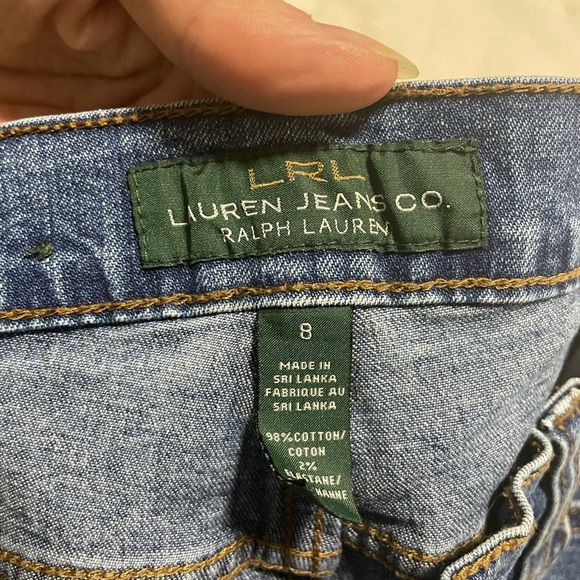 LRL
LAUREN JEANS CO.
RALPH LAUREN
8
MADE IN
SRI LANKA
FABRIQUE AU
SRI LANKA
98% COTTON/
COTON
2%
ELASTANE/